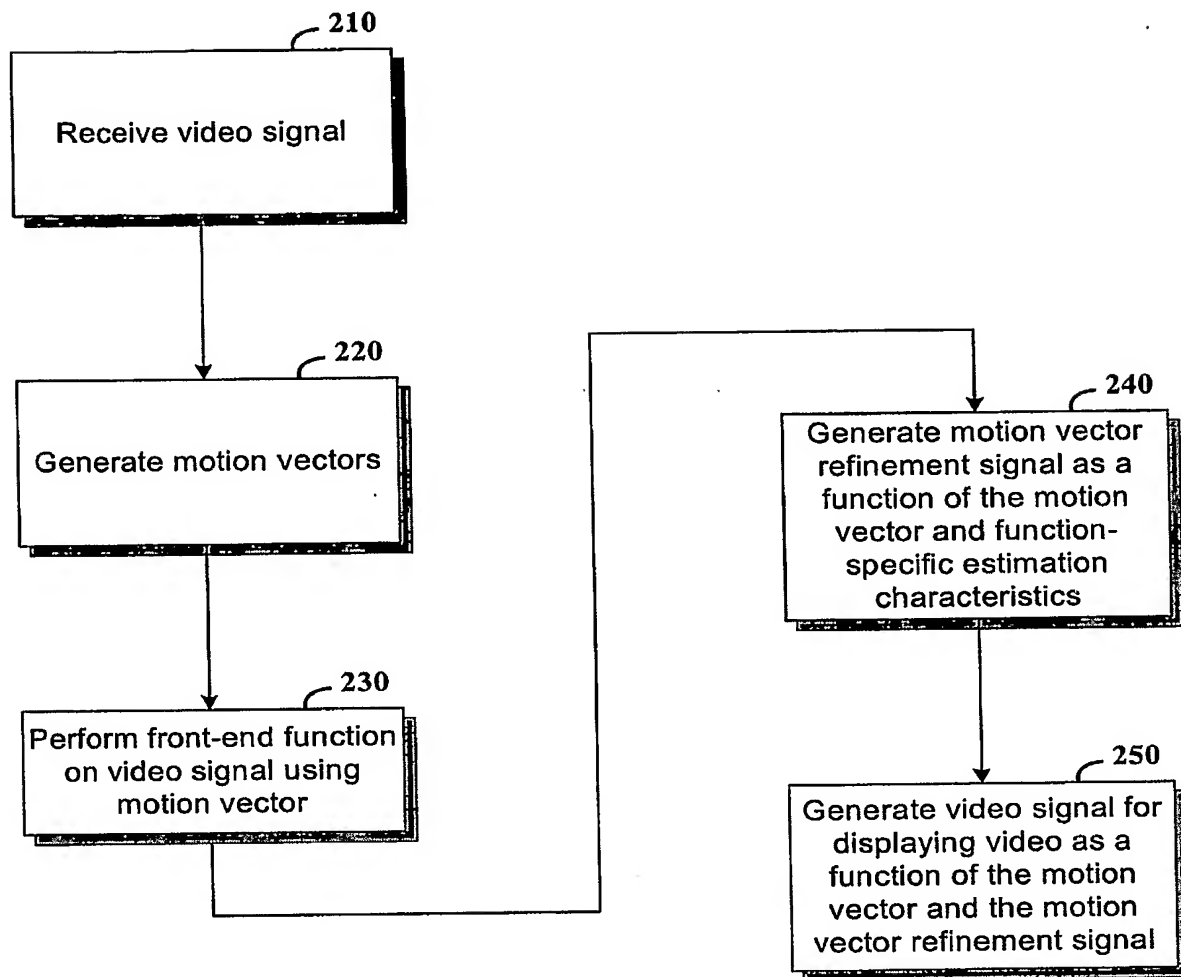 210
Receive video signal
220
Generate motion vectors
230
Perform front-end function
on video signal using
motion vector
240
Generate motion vector
refinement signal as a
function of the motion
vector and function-
specific estimation
characteristics
250
Generate video signal for
displaying video as a
function of the motion
vector and the motion
vector refinement signal